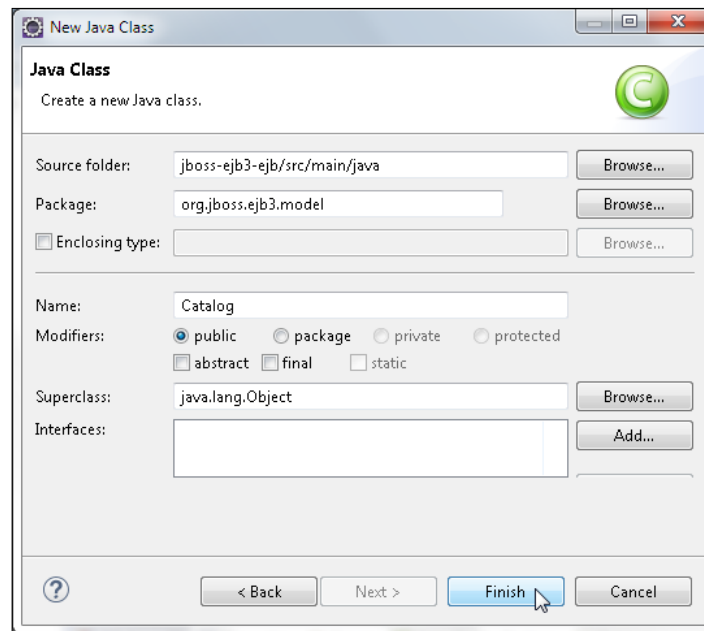 New Java Class
Java Class
Create a new Java class.
Source folder: jboss-ejb3-ejb/src/main/java Browse...
Package: org.jboss.ejb3.model Browse...
Enclosing type: Browse...
Name: Catalog
Modifiers: public package private protected
abstract final static
Superclass: java.lang.Object Browse...
Interfaces: Add...
< Back Next > Finish Cancel